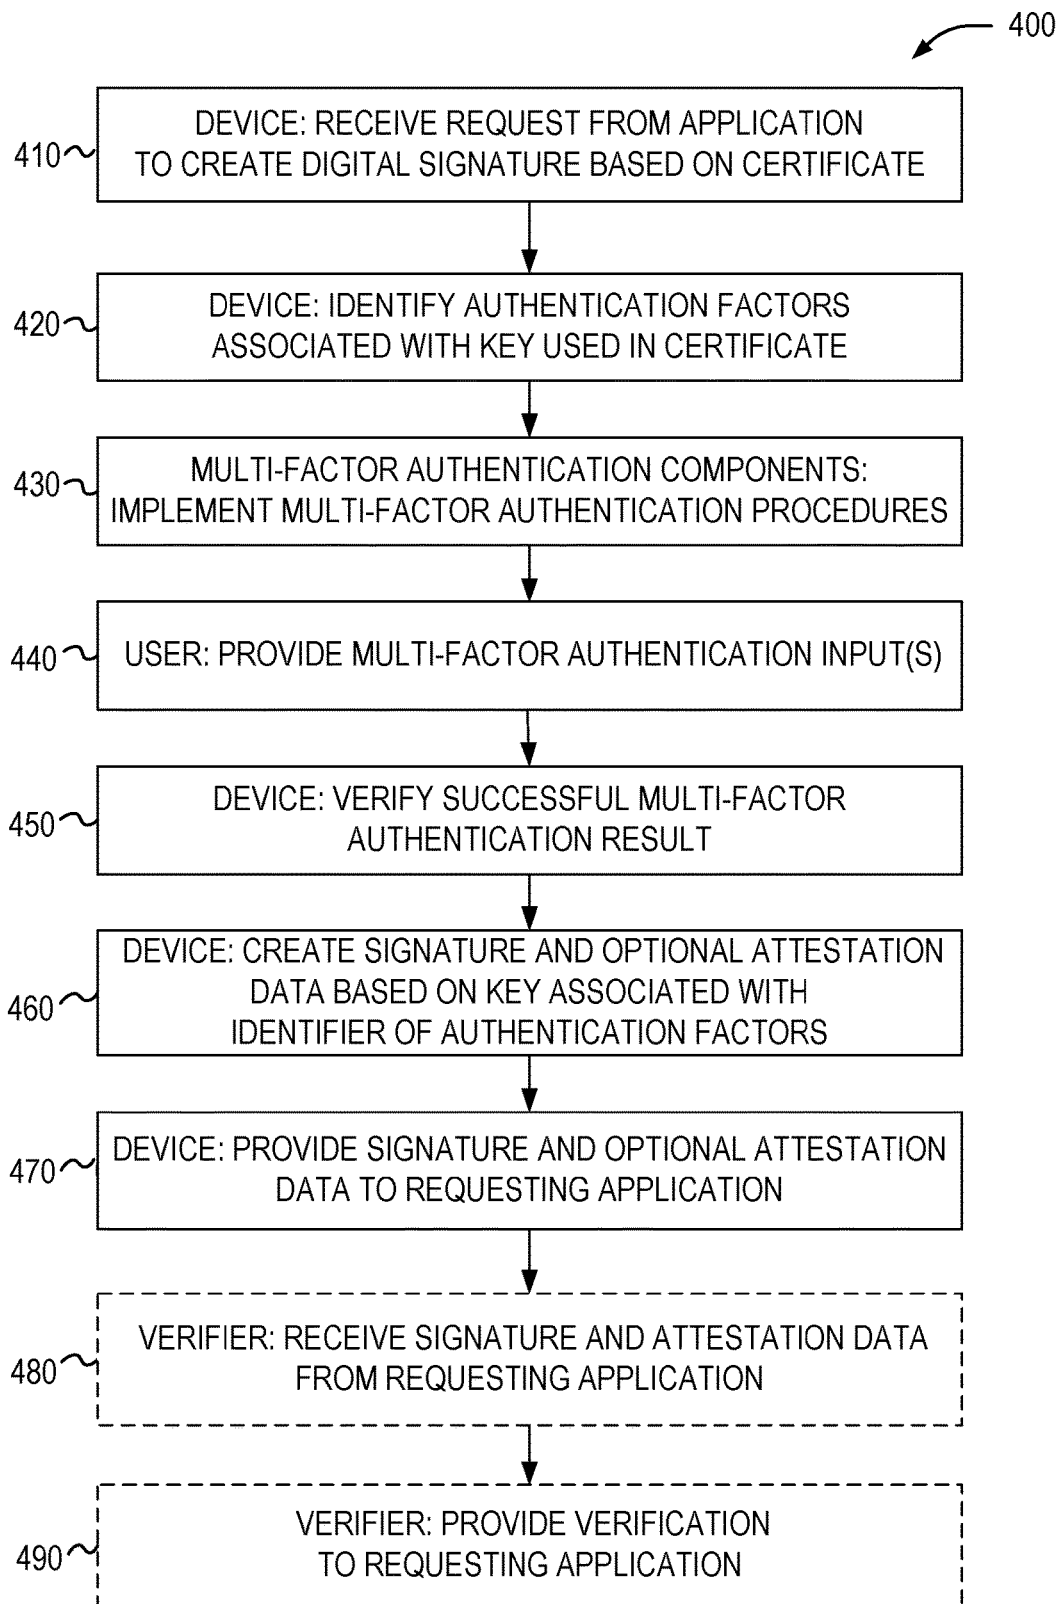 400
410
DEVICE: RECEIVE REQUEST FROM APPLICATION
TO CREATE DIGITAL SIGNATURE BASED ON CERTIFICATE
420
DEVICE: IDENTIFY AUTHENTICATION FACTORS
ASSOCIATED WITH KEY USED IN CERTIFICATE
430
MULTI-FACTOR AUTHENTICATION COMPONENTS:
IMPLEMENT MULTI-FACTOR AUTHENTICATION PROCEDURES
440
USER: PROVIDE MULTI-FACTOR AUTHENTICATION INPUT(S)
450
DEVICE: VERIFY SUCCESSFUL MULTI-FACTOR
AUTHENTICATION RESULT
460
DEVICE: CREATE SIGNATURE AND OPTIONAL ATTESTATION
DATA BASED ON KEY ASSOCIATED WITH
IDENTIFIER OF AUTHENTICATION FACTORS
470
DEVICE: PROVIDE SIGNATURE AND OPTIONAL ATTESTATION
DATA TO REQUESTING APPLICATION
480
VERIFIER: RECEIVE SIGNATURE AND ATTESTATION DATA
FROM REQUESTING APPLICATION
490
VERIFIER: PROVIDE VERIFICATION
TO REQUESTING APPLICATION